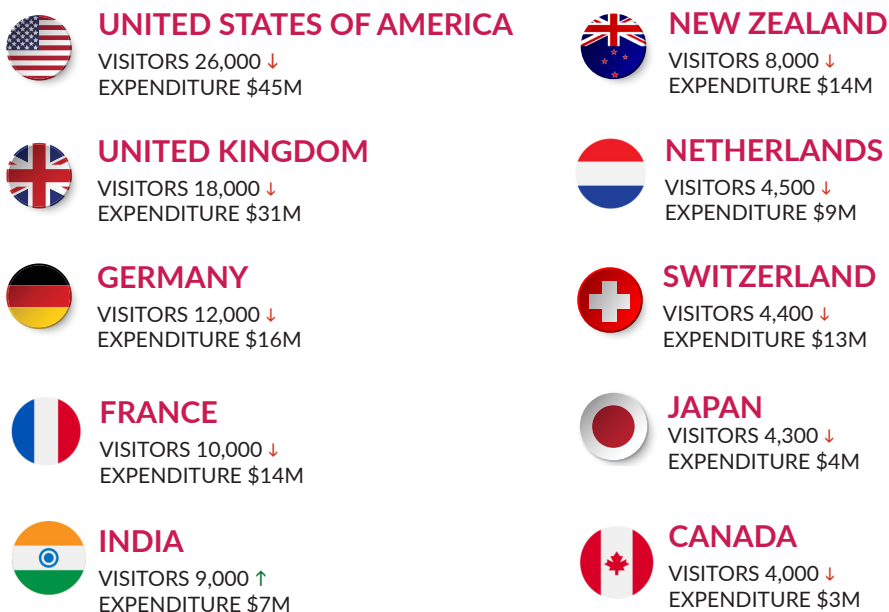 UNITED STATES OF AMERICA
VISITORS 26,000 ↓
EXPENDITURE $45M
UNITED KINGDOM
VISITORS 18,000 ↓
EXPENDITURE $31M
GERMANY
VISITORS 12,000 ↓
EXPENDITURE $16M
FRANCE
VISITORS 10,000 ↓
EXPENDITURE $14M
INDIA
VISITORS 9,000 ↑
EXPENDITURE $7M
NEW ZEALAND
VISITORS 8,000 ↓
EXPENDITURE $14M
NETHERLANDS
VISITORS 4,500 ↓
EXPENDITURE $9M
SWITZERLAND
VISITORS 4,400 ↓
EXPENDITURE $13M
JAPAN
VISITORS 4,300 ↓
EXPENDITURE $4M
CANADA
VISITORS 4,000 ↓
EXPENDITURE $3M